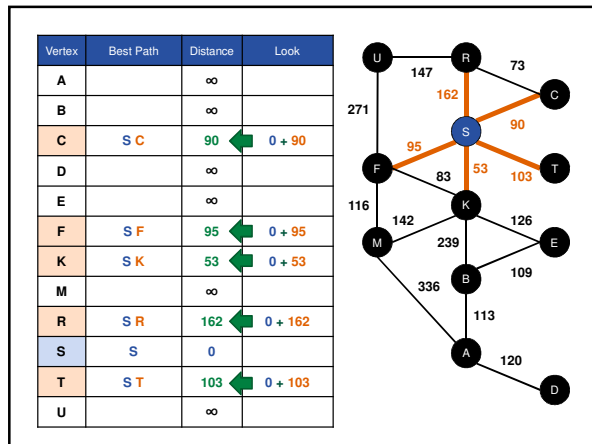 Vertex Best Path Distance Look
A ∞
B ∞
C S C 90 0 + 90
D ∞
E ∞
F S F 95 0 + 95
K S K 53 0 + 53
M ∞
R S R 162 0 + 162
S S 0
T S T 103 0 + 103
U ∞
U R
147 73
C
271 162 90
S
95 53 103
F T
83
116 K
142 126
M 239 E
336 B 109
113
A
120
D